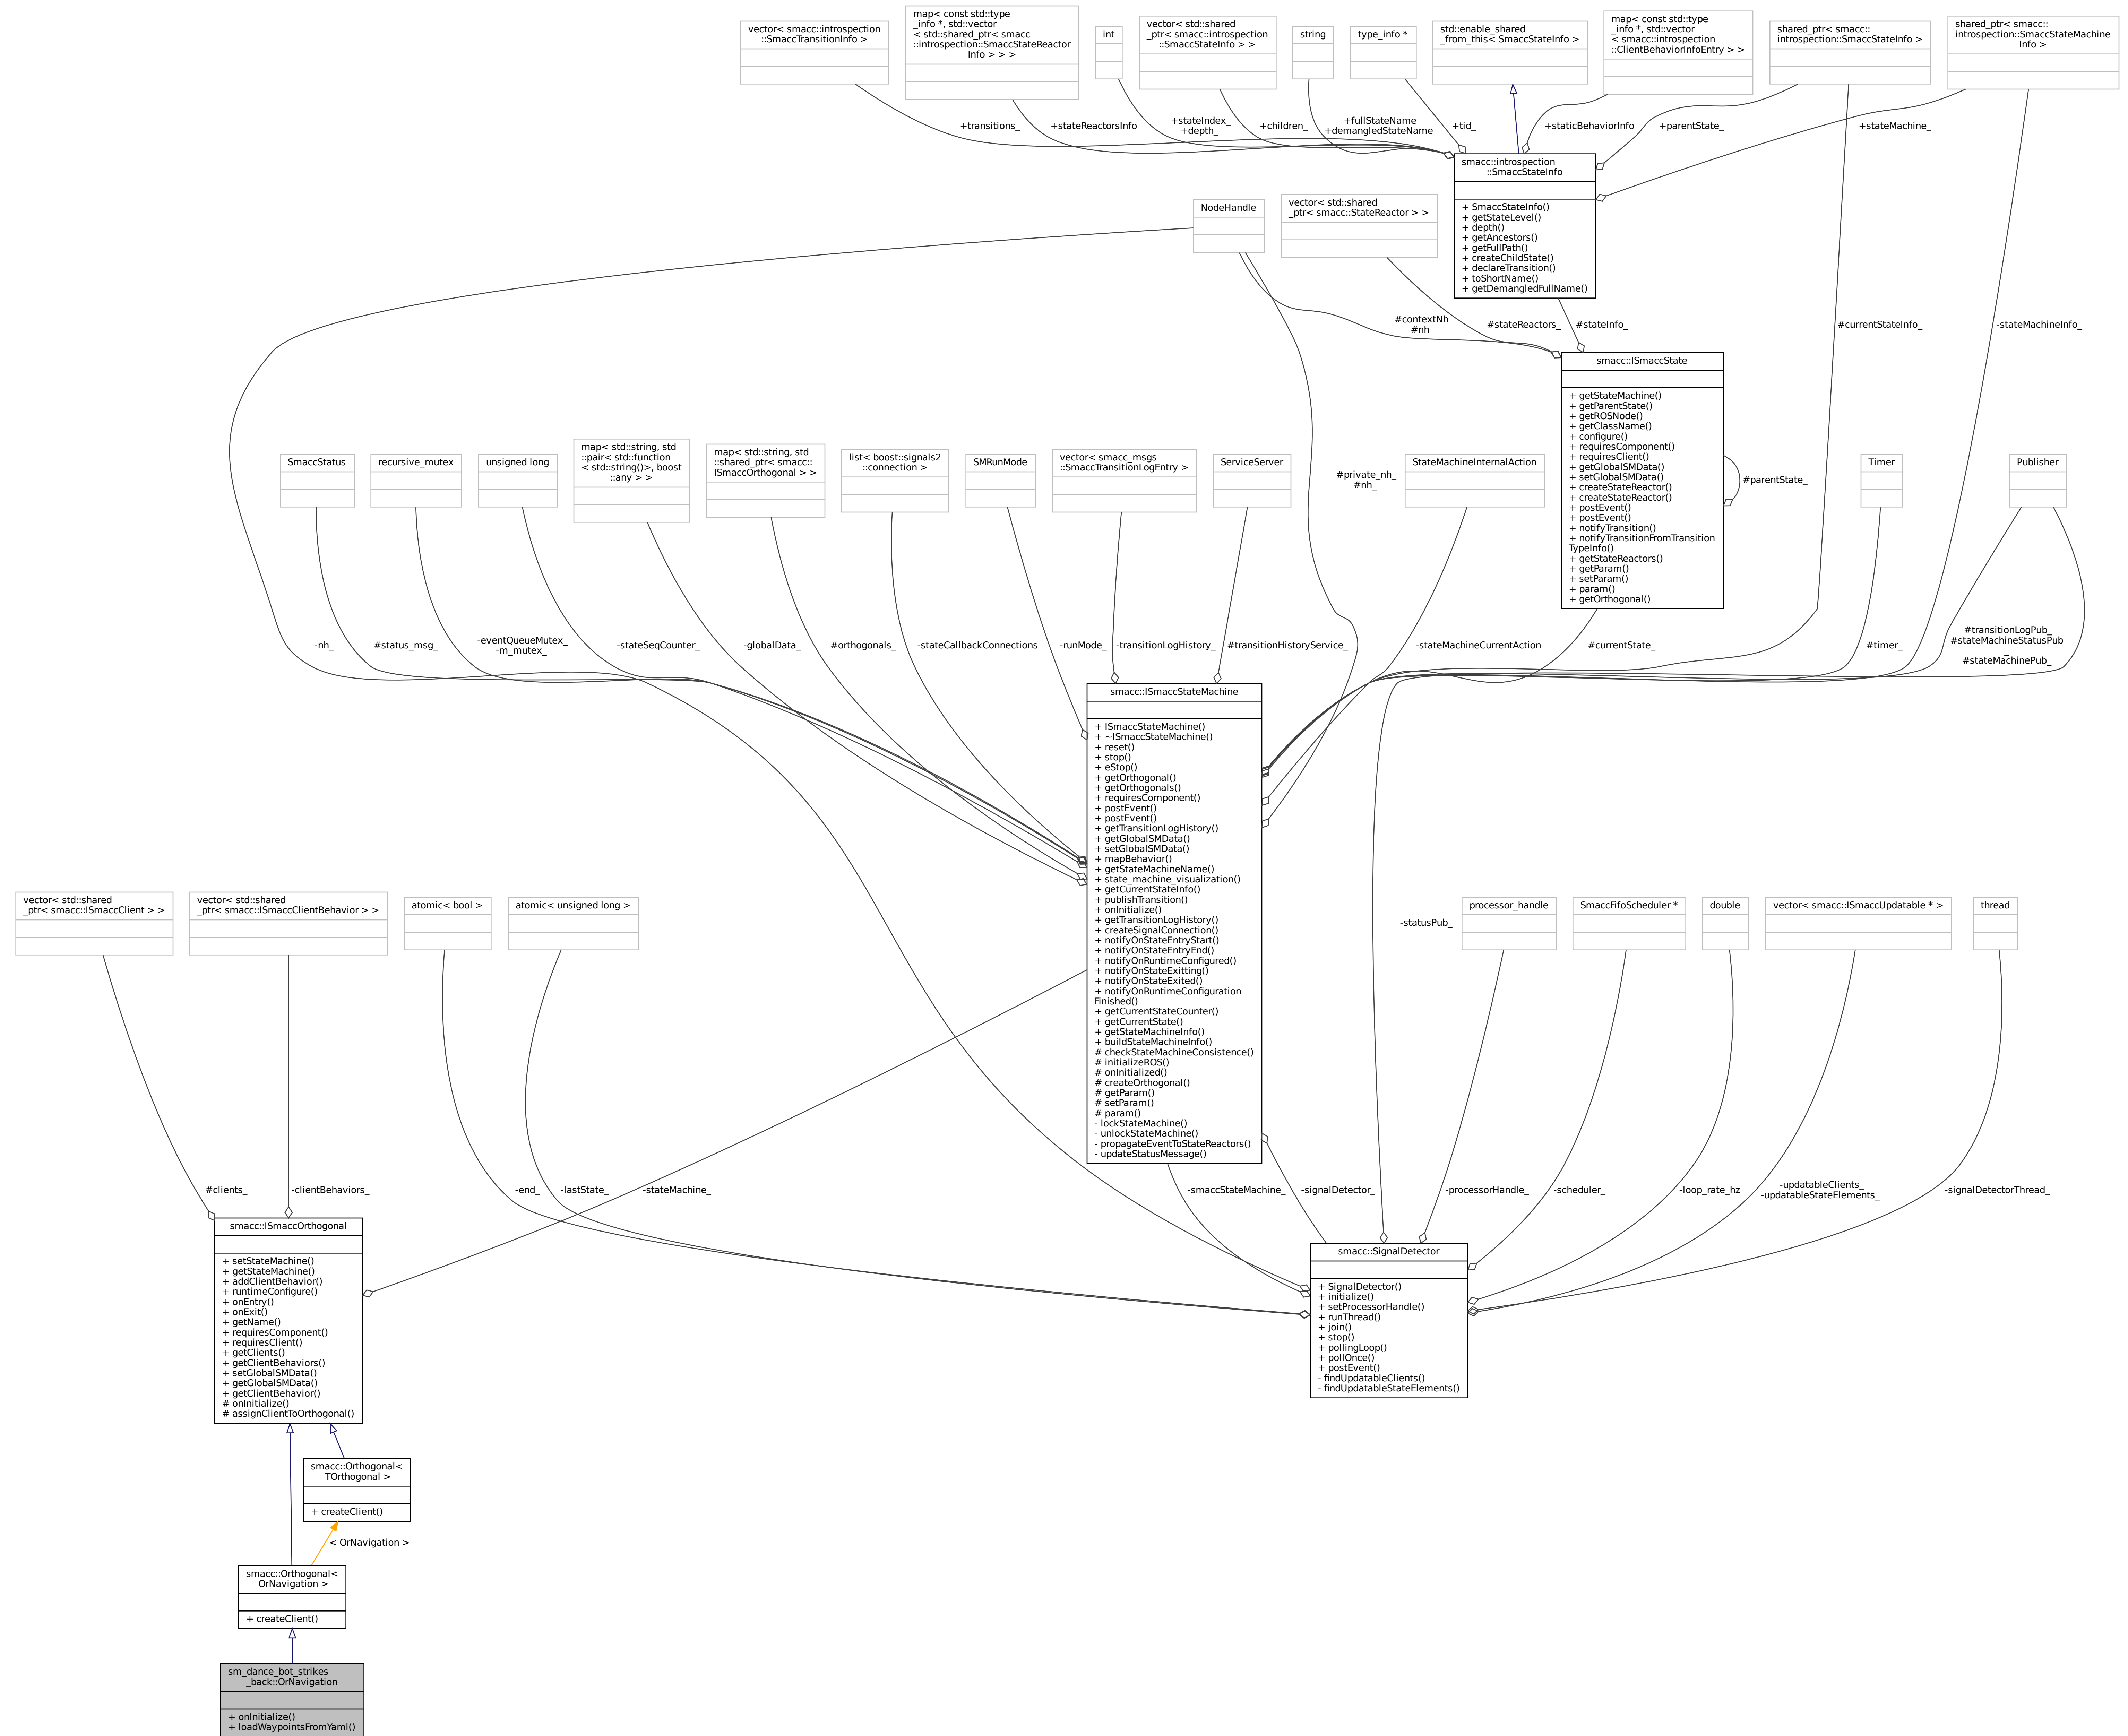 vector< smacc::introspection
::SmaccTransitionInfo >
map< const std::type
_info *, std::vector
< std::shared_ptr< smacc
::introspection::SmaccStateReactor
Info > > >
int
vector< std::shared
_ptr< smacc::introspection
::SmaccStateInfo > >
string
type_info *
std::enable_shared
_from_this< SmaccStateInfo >
map< const std::type
_info *, std::vector
< smacc::introspection
::ClientBehaviorInfoEntry > >
shared_ptr< smacc::
introspection::SmaccStateInfo >
shared_ptr< smacc::
introspection::SmaccStateMachine
Info >
+transitions_
+stateReactorsInfo
+stateIndex_
+depth_
+children_
+fullStateName
+demangledStateName
+tid_
+staticBehaviorInfo
+parentState_
+stateMachine_
smacc::introspection
::SmaccStateInfo
+ SmaccStateInfo()
+ getStateLevel()
+ depth()
+ getAncestors()
+ getFullPath()
+ createChildState()
+ declareTransition()
+ toShortName()
+ getDemangledFullName()
NodeHandle
vector< std::shared
_ptr< smacc::StateReactor > >
#contextNh
#nh
#stateReactors_
#stateInfo_
#currentStateInfo_
-stateMachineInfo_
smacc::ISmaccState
+ getStateMachine()
+ getParentState()
+ getROSNode()
+ getClassName()
+ configure()
+ requiresComponent()
+ requiresClient()
+ getGlobalSMData()
+ setGlobalSMData()
+ createStateReactor()
+ createStateReactor()
+ postEvent()
+ postEvent()
+ notifyTransition()
+ notifyTransitionFromTransition
TypeInfo()
+ getStateReactors()
+ getParam()
+ setParam()
+ param()
+ getOrthogonal()
#parentState_
SmaccStatus
recursive_mutex
unsigned long
map< std::string, std
::pair< std::function
< std::string()>, boost
::any > >
map< std::string, std
::shared_ptr< smacc::
ISmaccOrthogonal > >
list< boost::signals2
::connection >
SMRunMode
vector< smacc_msgs
::SmaccTransitionLogEntry >
ServiceServer
#private_nh_
#nh_
StateMachineInternalAction
Timer
Publisher
-nh_
#status_msg_
-eventQueueMutex_
-m_mutex_
-stateSeqCounter_
-globalData_
#orthogonals_
-stateCallbackConnections
-runMode_
-transitionLogHistory_
#transitionHistoryService_
-stateMachineCurrentAction
#currentState_
#timer_
#transitionLogPub_
#stateMachineStatusPub
_
#stateMachinePub_
smacc::ISmaccStateMachine
+ ISmaccStateMachine()
+ ~ISmaccStateMachine()
+ reset()
+ stop()
+ eStop()
+ getOrthogonal()
+ getOrthogonals()
+ requiresComponent()
+ postEvent()
+ postEvent()
+ getTransitionLogHistory()
+ getGlobalSMData()
+ setGlobalSMData()
+ mapBehavior()
+ getStateMachineName()
+ state_machine_visualization()
+ getCurrentStateInfo()
+ publishTransition()
+ onInitialize()
+ getTransitionLogHistory()
+ createSignalConnection()
+ notifyOnStateEntryStart()
+ notifyOnStateEntryEnd()
+ notifyOnRuntimeConfigured()
+ notifyOnStateExitting()
+ notifyOnStateExited()
+ notifyOnRuntimeConfiguration
Finished()
+ getCurrentStateCounter()
+ getCurrentState()
+ getStateMachineInfo()
+ buildStateMachineInfo()
# checkStateMachineConsistence()
# initializeROS()
# onInitialized()
# createOrthogonal()
# getParam()
# setParam()
# param()
- lockStateMachine()
- unlockStateMachine()
- propagateEventToStateReactors()
- updateStatusMessage()
vector< std::shared
_ptr< smacc::ISmaccClient > >
vector< std::shared
_ptr< smacc::ISmaccClientBehavior > >
atomic< bool >
atomic< unsigned long >
-statusPub_
processor_handle
SmaccFifoScheduler *
double
vector< smacc::ISmaccUpdatable * >
thread
#clients_
-clientBehaviors_
-end_
-lastState_
-stateMachine_
-smaccStateMachine_
-signalDetector_
-processorHandle_
-scheduler_
-loop_rate_hz
-updatableClients_
-updatableStateElements_
-signalDetectorThread_
smacc::ISmaccOrthogonal
+ setStateMachine()
+ getStateMachine()
+ addClientBehavior()
+ runtimeConfigure()
+ onEntry()
+ onExit()
+ getName()
+ requiresComponent()
+ requiresClient()
+ getClients()
+ getClientBehaviors()
+ setGlobalSMData()
+ getGlobalSMData()
+ getClientBehavior()
# onInitialize()
# assignClientToOrthogonal()
smacc::SignalDetector
+ SignalDetector()
+ initialize()
+ setProcessorHandle()
+ runThread()
+ join()
+ stop()
+ pollingLoop()
+ pollOnce()
+ postEvent()
- findUpdatableClients()
- findUpdatableStateElements()
smacc::Orthogonal<
TOrthogonal >
+ createClient()
< OrNavigation >
smacc::Orthogonal<
OrNavigation >
+ createClient()
sm_dance_bot_strikes
_back::OrNavigation
+ onInitialize()
+ loadWaypointsFromYaml()